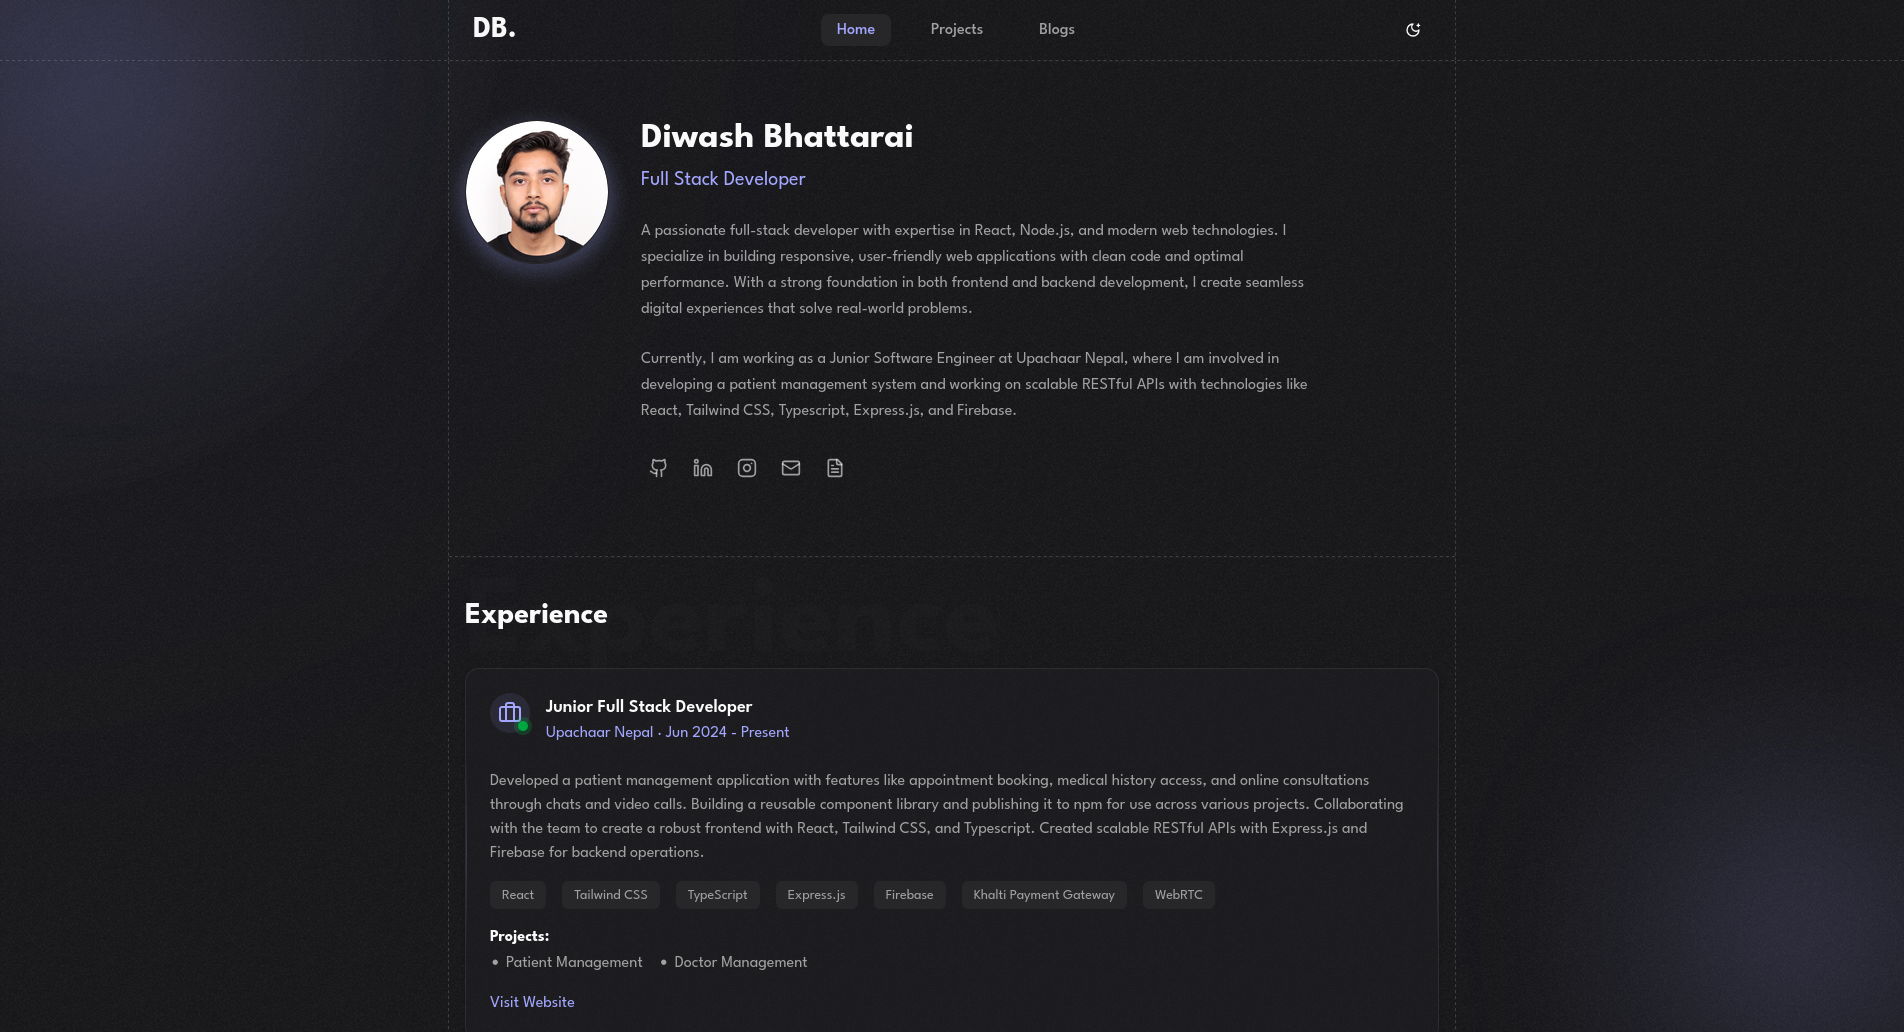 DB.
Home
Projects
Blogs
Diwash Bhattarai
Full Stack Developer
A passionate full-stack developer with expertise in React, Node.js, and modern web technologies. I
specialize in building responsive, user-friendly web applications with clean code and optimal
performance. With a strong foundation in both frontend and backend development, I create seamless
digital experiences that solve real-world problems.
Currently, I am working as a Junior Software Engineer at Upachaar Nepal, where I am involved in
developing a patient management system and working on scalable RESTful APIs with technologies like
React, Tailwind CSS, Typescript, Express.js, and Firebase.
Experience
Experience
Junior Full Stack Developer
Upachaar Nepal · Jun 2024 - Present
Developed a patient management application with features like appointment booking, medical history access, and online consultations
through chats and video calls. Building a reusable component library and publishing it to npm for use across various projects. Collaborating
with the team to create a robust frontend with React, Tailwind CSS, and Typescript. Created scalable RESTful APIs with Express.js and
Firebase for backend operations.
React
Tailwind CSS
TypeScript
Express.js
Firebase
Khalti Payment Gateway
WebRTC
Projects:
• Patient Management • Doctor Management
Visit Website